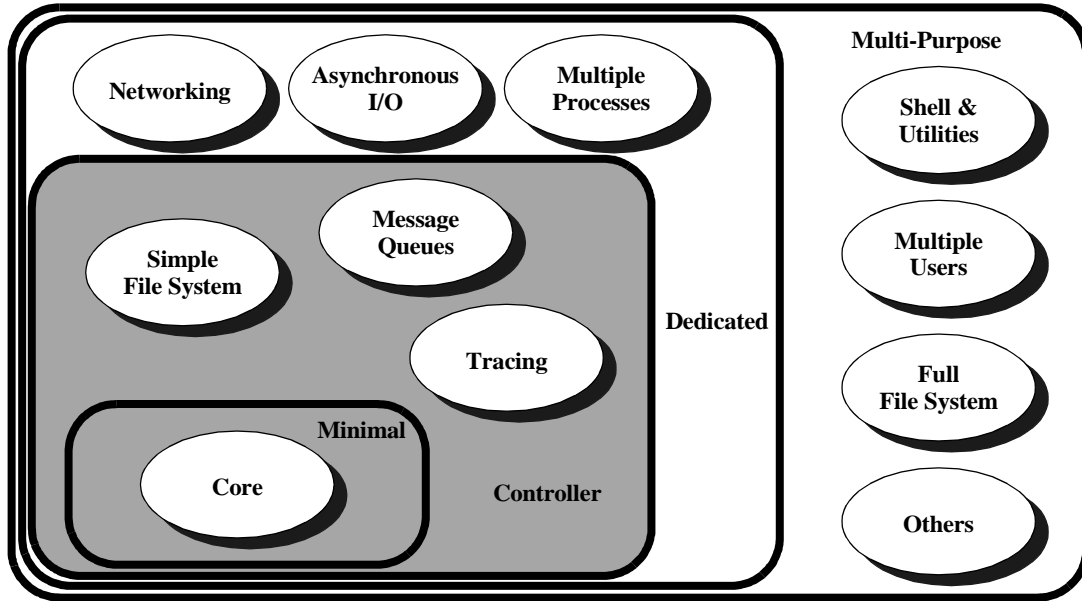 Multi-Purpose
Networking
Asynchronous
I/O
Multiple
Processes
Shell &
Utilities
Message
Queues
Simple
File System
Multiple
Users
Dedicated
Tracing
Full
File System
Minimal
Core
Controller
Others